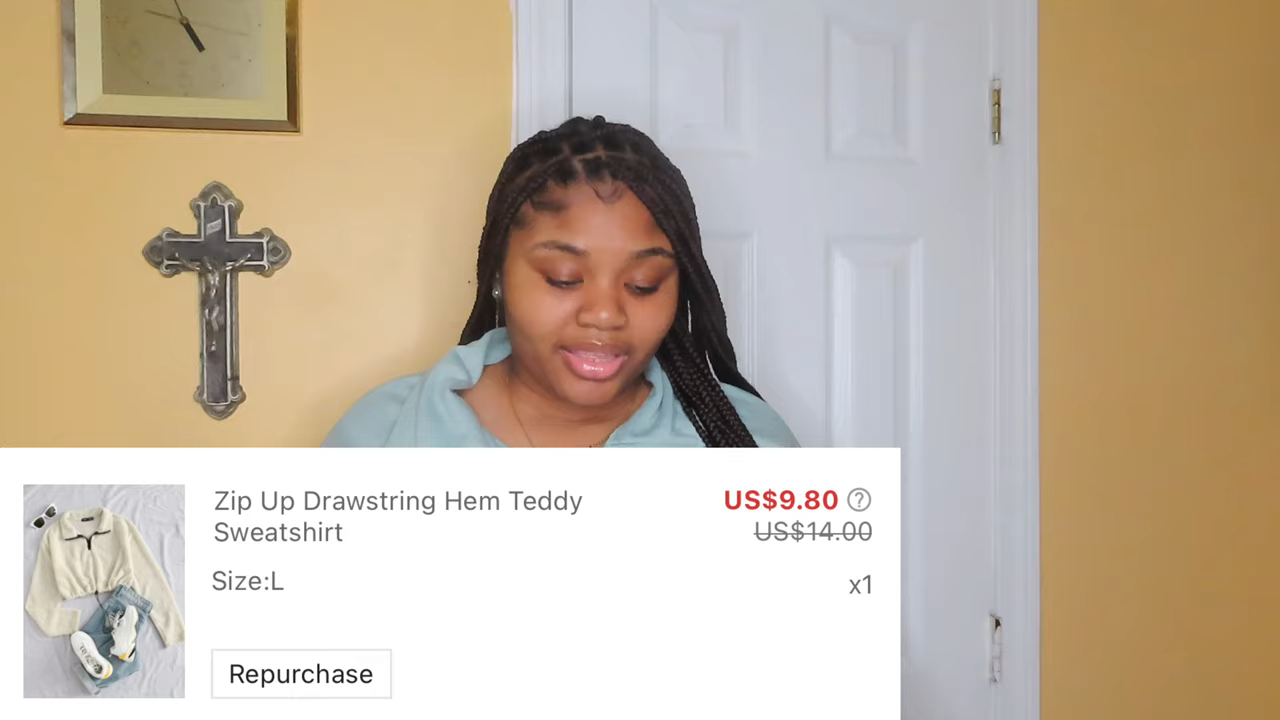 Zip Up Drawstring Hem Teddy
Sweatshirt
US$9.80
US$14.00
Size:L
x1
Repurchase